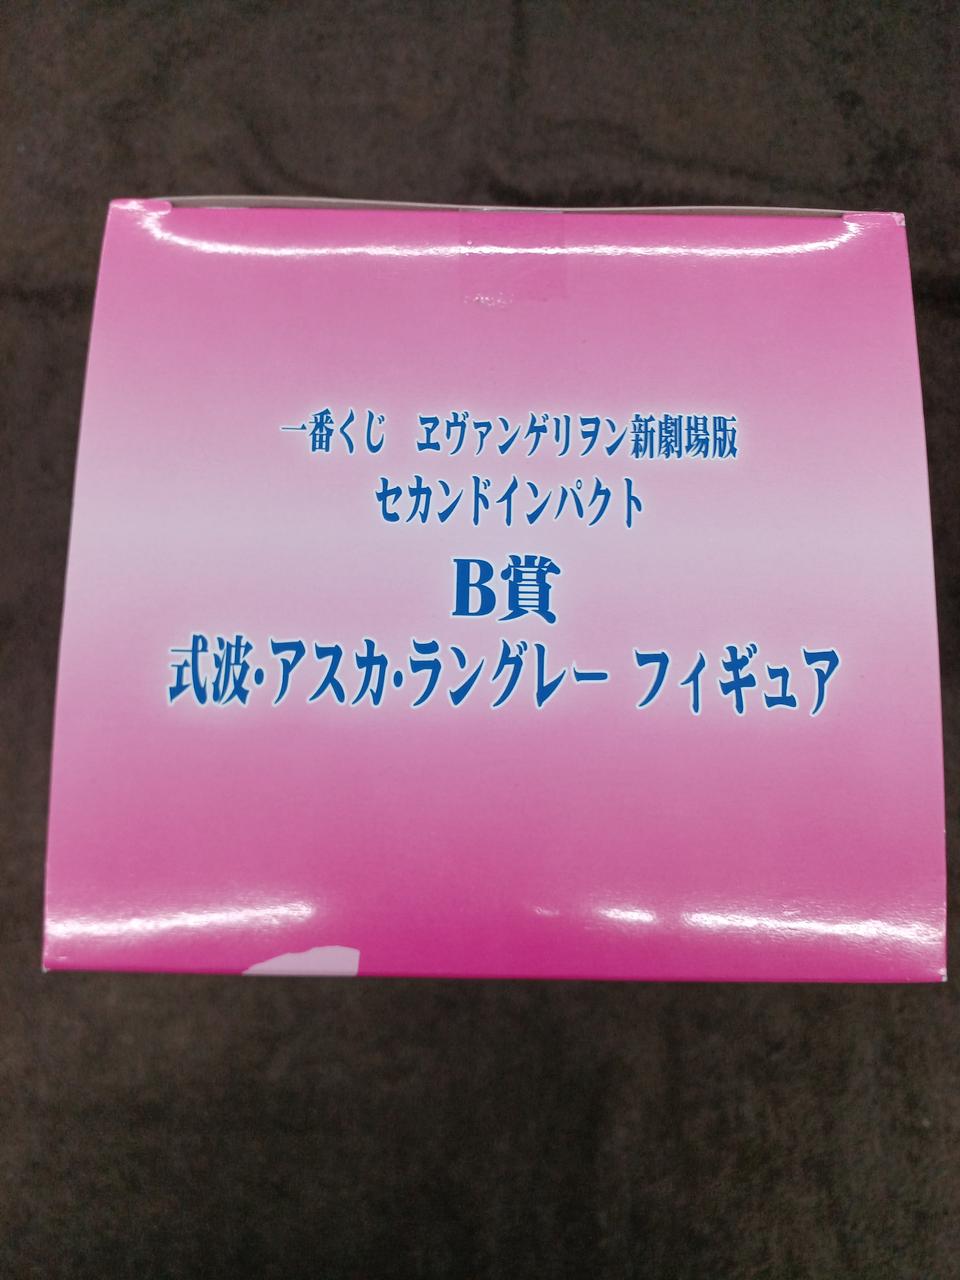 一番くじ　ヱヴァンゲリヲン新劇場版
セカンドインパクト
B賞
式波・アスカ・ラングレー フィギュア